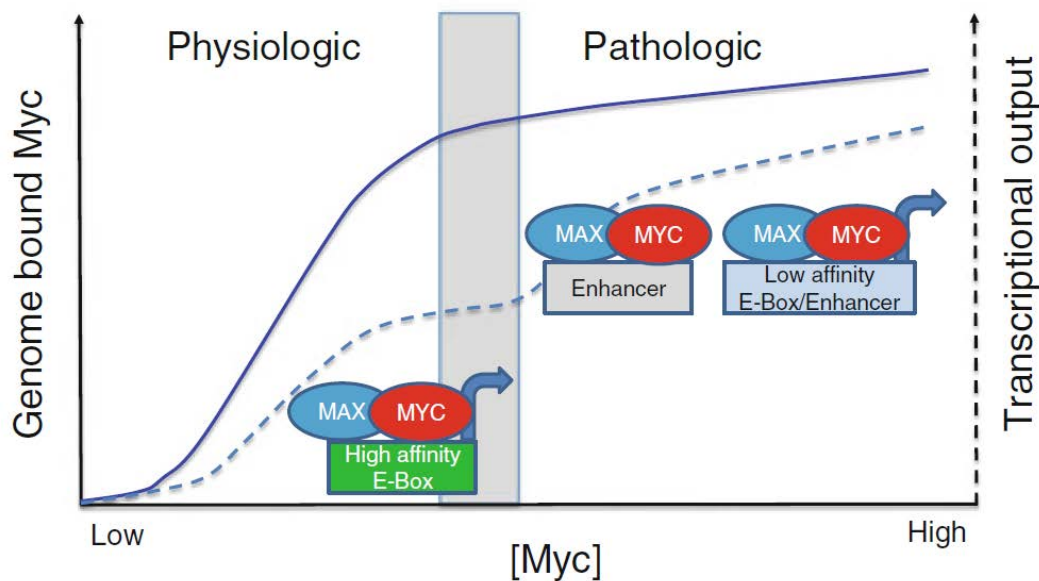 Physiologic
Pathologic
Genome bound Myc
Transcriptional output
MAX
MYC
Enhancer
MAX
MYC
Low affinity
E-Box/Enhancer
MAX
MYC
High affinity
E-Box
Low
[Myc]
High